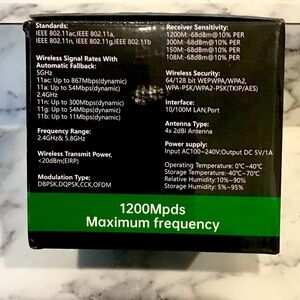 Standards:
IEEE 802.11ac,IEEE 802.11a,
IEEE 802.11n, IEEE 802.11g,IEEE 802.11b
Wireless Signal Rates With
Automatic Fallback:
5GHz
11ac: Up to 867Mbps(dynamic)
11a: Up to 54Mbps(dynamic)
2.4GHz
11n: Up to 300Mbps(dynamic)
11g: Up to 54Mbps(dynamic)
11b: Up to 11Mbps(dynamic)
Frequency Range:
2.4GHz& 5.8GHz
Wireless Transmit Power,
<20dBm(EIRP)
Modulation Type:
DBPSK,DQPSK,CCK,OFDM
Receiver Sensitivity:
1200M:-68dBm@10% PER
300M:-68dBm@10% PER
150M:-68dBm@10% PER
108M:-68dBm@10% PER
Wireless Security:
64/128 bit WEPWPA/WPA2,
WPA-PSK/WPA2-PSK(TKIP/AES)
Interface:
10/100M LAN,Port
Antenna Type:
4x 2dBi Antenna
Power supply:
Input AC100~240V;Output DC 5V/1A
Operating Temperature: 0℃~40℃
Storage Temperature:-40℃~70℃
Relative Humidity:10%~90%
Storage Humidity: 5%~95%
1200Mpds
Maximum frequency